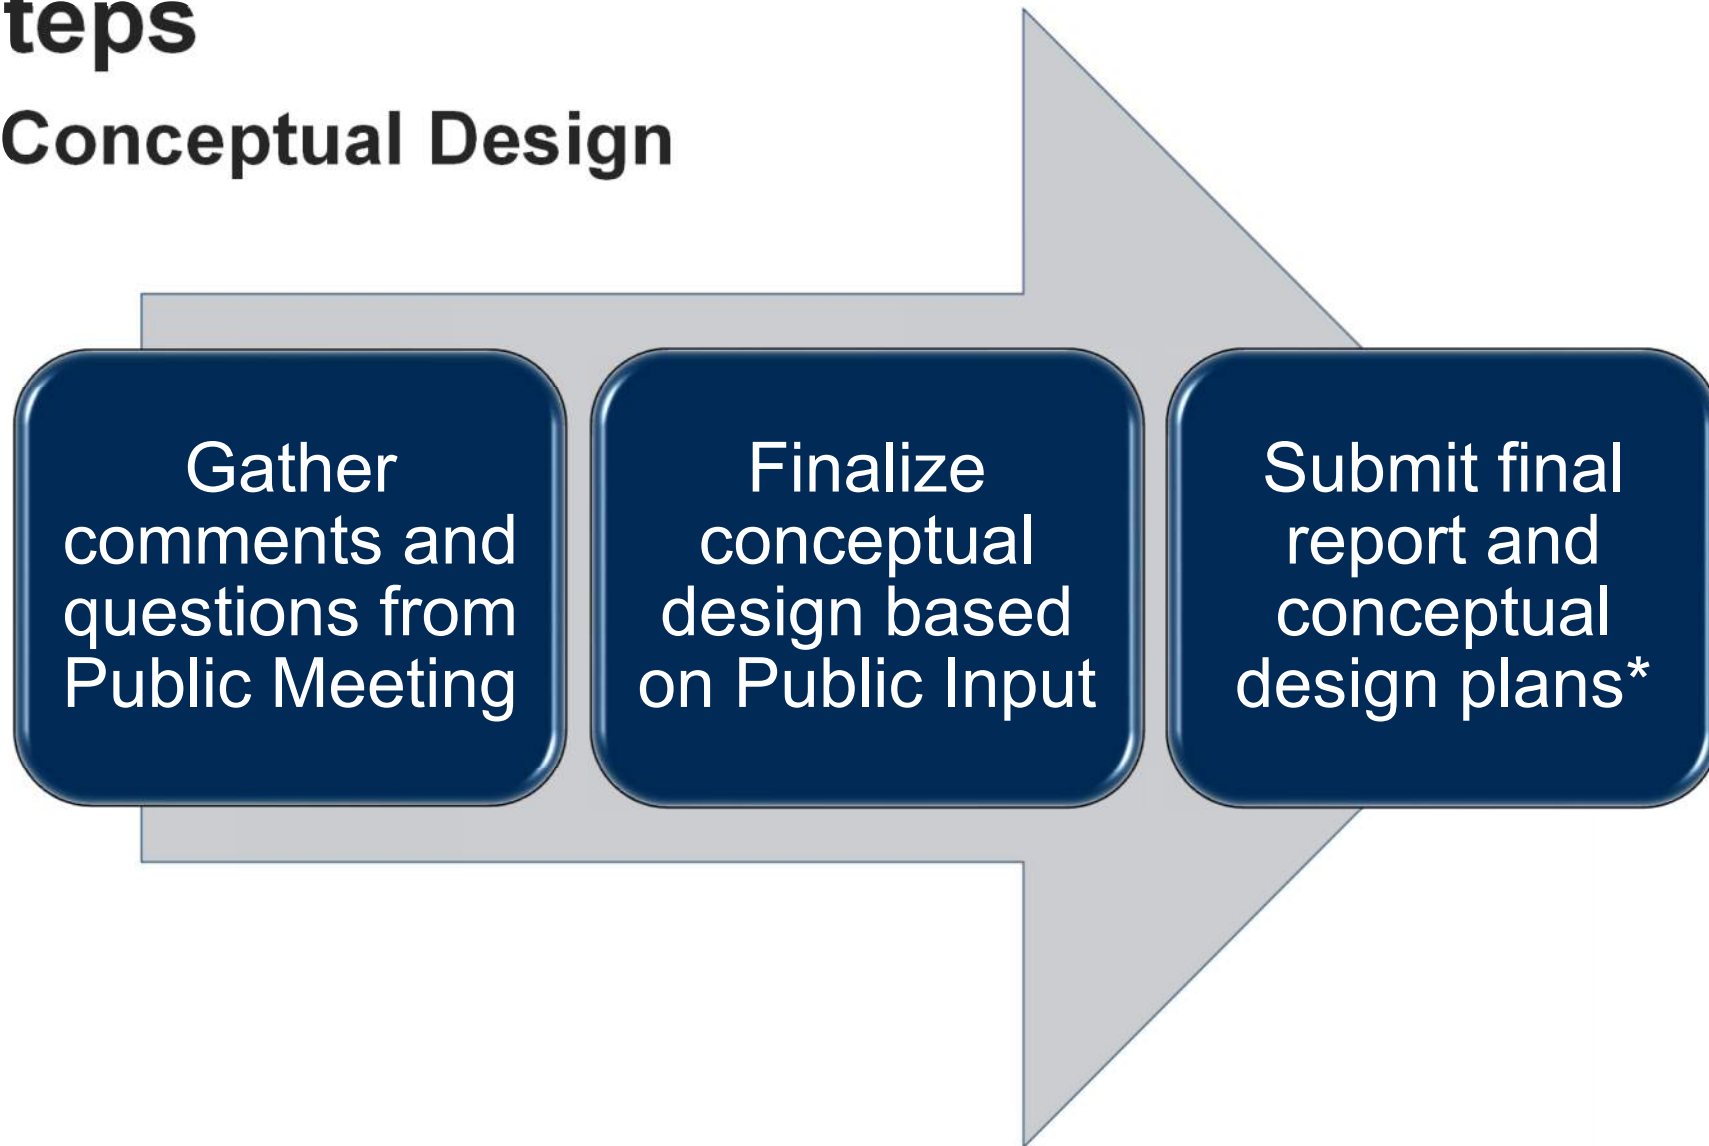 teps
Conceptual Design
Gather
comments and
questions from
Public Meeting
Finalize
conceptual
design based
on Public Input
Submit final
report and
conceptual
design plans*